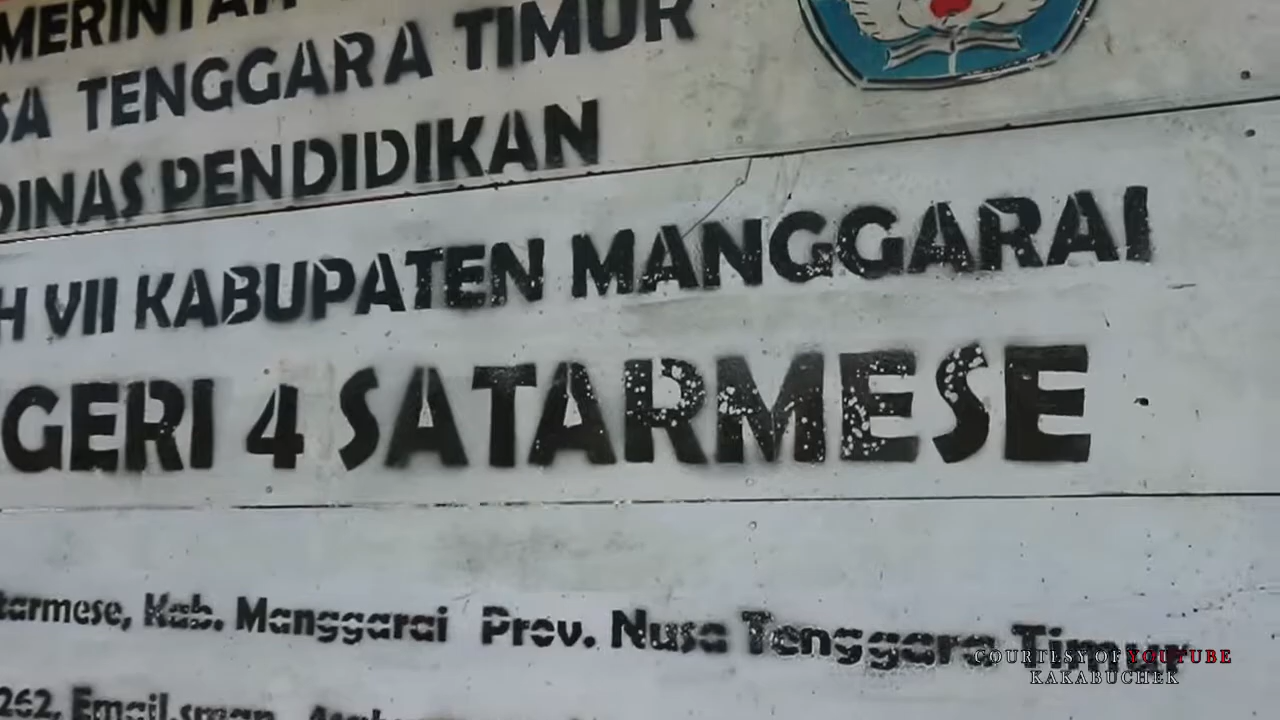 MERINTAH
SA TENGGARA TIMUR
DINAS PENDIDIKAN
H VII KABUPATEN MANGGARAI
GERI 4 SATARMESE
tarmese, Kab. Manggarai Prov. Nusa Tenggara Timur
262, Email.sman
COURTESY OF YOUTUBE
KAKABUCHEK